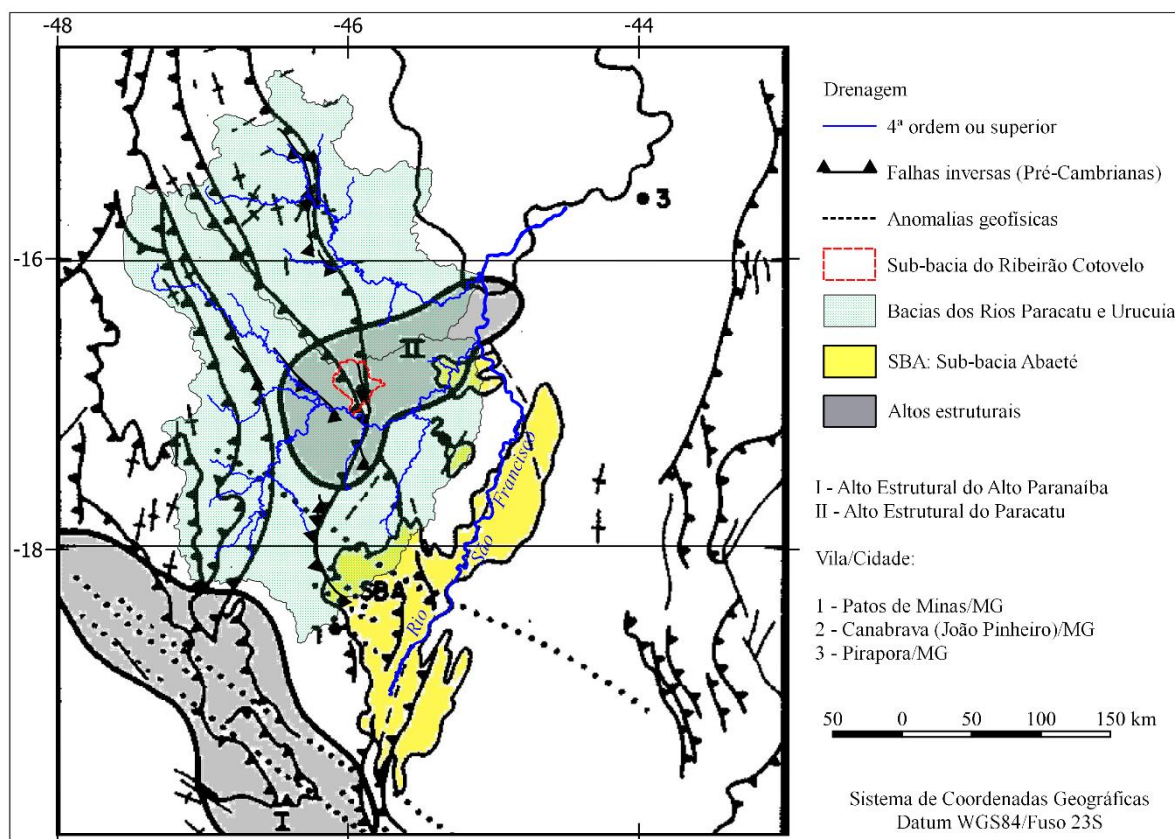 -48
-46
-44
-16
-18
3
II
2
SBA
I
Rio
São
Francisco
Drenagem
4ª ordem ou superior
Falhas inversas (Pré-Cambrianas)
Anomalias geofísicas
Sub-bacia do Ribeirão Cotovelo
Bacias dos Rios Paracatu e Urucuia
SBA: Sub-bacia Abaeté
Altos estruturais
I - Alto Estrutural do Alto Paranaíba
II - Alto Estrutural do Paracatu
Vila/Cidade:
1 - Patos de Minas/MG
2 - Canabrava (João Pinheiro)/MG
3 - Pirapora/MG
50 0 50 100 150 km
Sistema de Coordenadas Geográficas
Datum WGS84/Fuso 23S